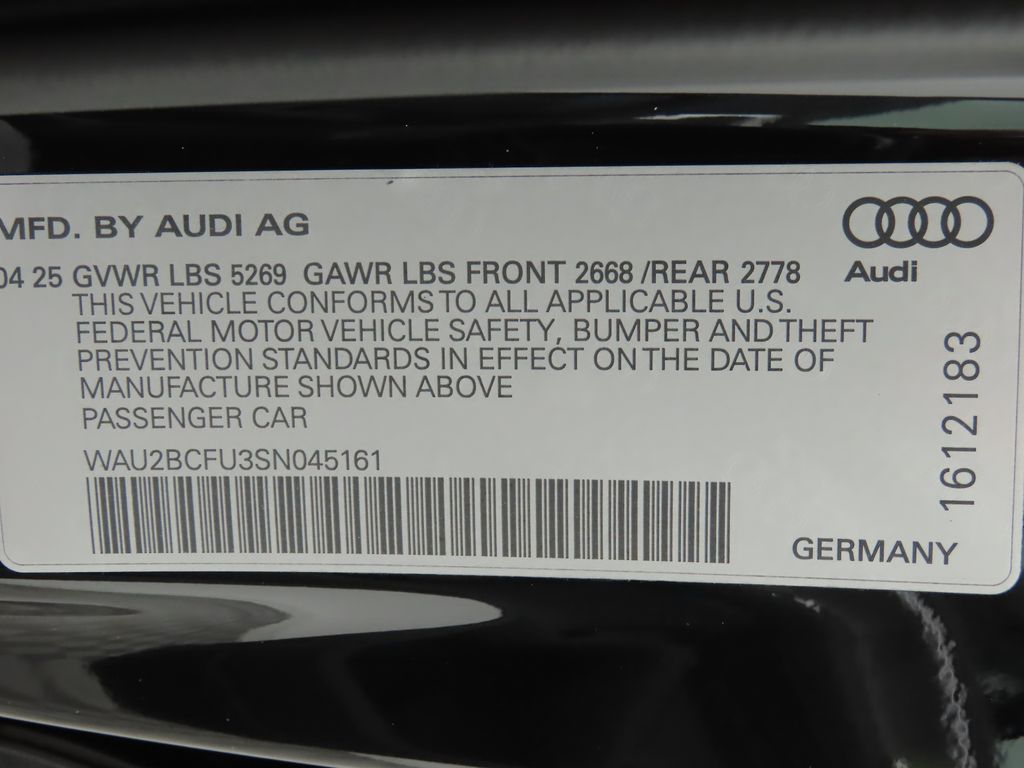 MFD. BY AUDI AG
04 25 GVWR LBS 5269 GAWR LBS FRONT 2668 /REAR 2778
THIS VEHICLE CONFORMS TO ALL APPLICABLE U.S.
FEDERAL MOTOR VEHICLE SAFETY, BUMPER AND THEFT
PREVENTION STANDARDS IN EFFECT ON THE DATE OF
MANUFACTURE SHOWN ABOVE
PASSENGER CAR
WAU2BCFU3SN045161
Audi
1612183
GERMANY